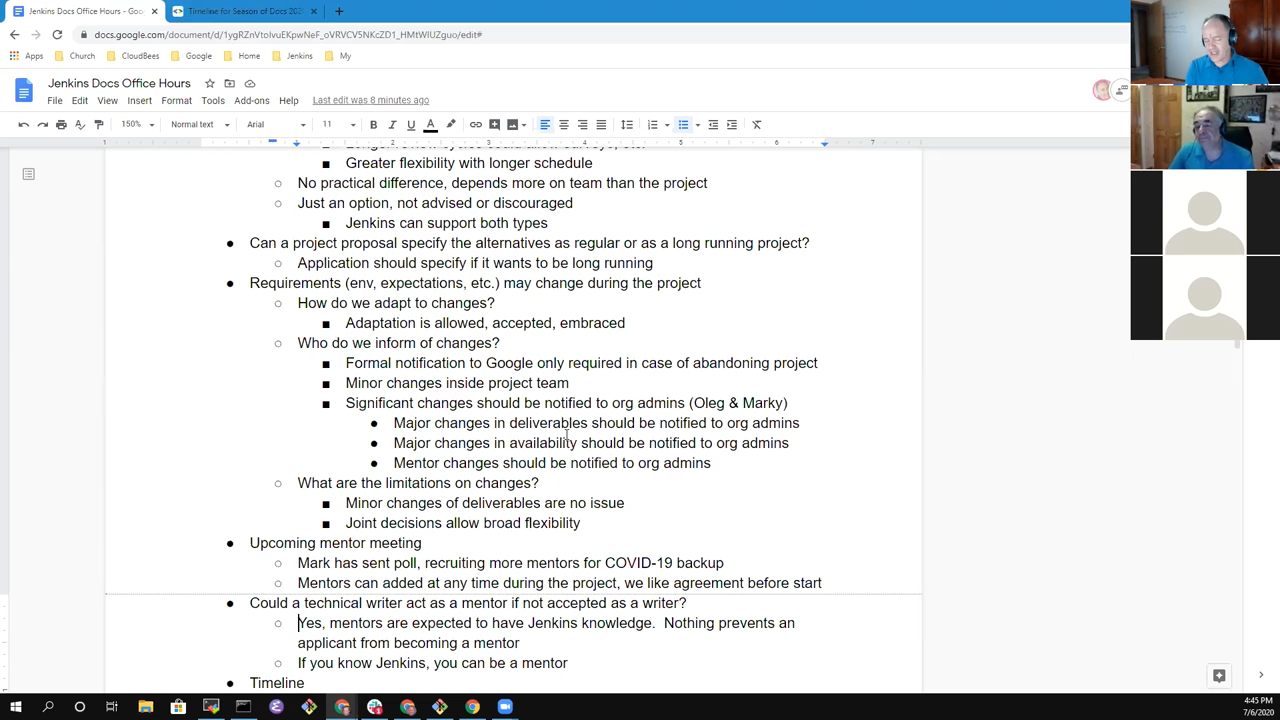 Jenkins Docs Office Hours - Goo
Timeline for Season of Docs 202
docs.google.com/document/d/1ygRZnVtoIvuEKpwNeF_oVRVCV5NKcZD1_HMtWIUZguo/edit#
Apps Church CloudBees Google Home Jenkins My
Jenkins Docs Office Hours
File Edit View Insert Format Tools Add-ons Help Last edit was 8 minutes ago
150% Normal text Arial 11 B I U A
1 2 3 4 5 6 7
■ Greater flexibility with longer schedule
○ No practical difference, depends more on team than the project
○ Just an option, not advised or discouraged
■ Jenkins can support both types
● Can a project proposal specify the alternatives as regular or as a long running project?
○ Application should specify if it wants to be long running
● Requirements (env, expectations, etc.) may change during the project
○ How do we adapt to changes?
■ Adaptation is allowed, accepted, embraced
○ Who do we inform of changes?
■ Formal notification to Google only required in case of abandoning project
■ Minor changes inside project team
■ Significant changes should be notified to org admins (Oleg & Marky)
● Major changes in deliverables should be notified to org admins
● Major changes in availability should be notified to org admins
● Mentor changes should be notified to org admins
○ What are the limitations on changes?
■ Minor changes of deliverables are no issue
■ Joint decisions allow broad flexibility
● Upcoming mentor meeting
○ Mark has sent poll, recruiting more mentors for COVID-19 backup
○ Mentors can added at any time during the project, we like agreement before start
● Could a technical writer act as a mentor if not accepted as a writer?
○ Yes, mentors are expected to have Jenkins knowledge. Nothing prevents an
applicant from becoming a mentor
○ If you know Jenkins, you can be a mentor
● Timeline
4:45 PM
7/6/2020